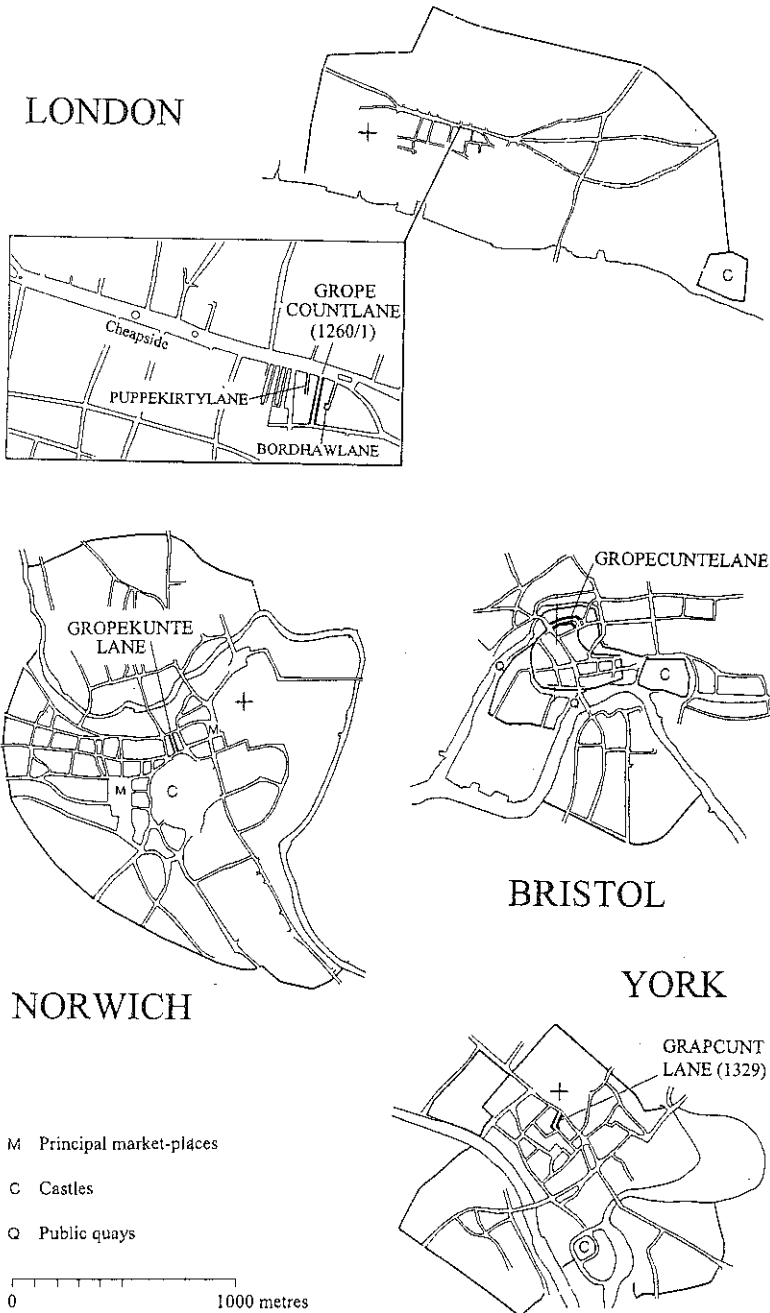 LONDON
C
GROPE
COUNTLANE
(1260/1)
Cheapside
PUPPEKIRTYLANE
BORDHAWLANE
GROPECUNTELANE
GROPEKUNTE
LANE
Q
C
M
Q
M
C
BRISTOL
NORWICH
YORK
GRAPCUNT
LANE (1329)
C
M Principal market-places
C Castles
Q Public quays
0 1000 metres